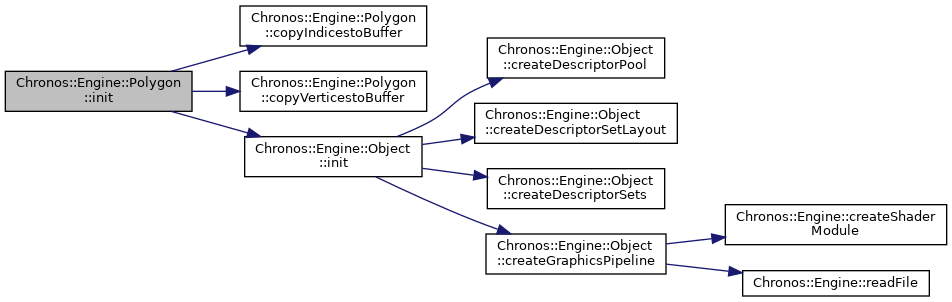 Chronos::Engine::Polygon
::init
Chronos::Engine::Polygon
::copyIndicestoBuffer
Chronos::Engine::Polygon
::copyVerticestoBuffer
Chronos::Engine::Object
::init
Chronos::Engine::Object
::createDescriptorPool
Chronos::Engine::Object
::createDescriptorSetLayout
Chronos::Engine::Object
::createDescriptorSets
Chronos::Engine::Object
::createGraphicsPipeline
Chronos::Engine::createShader
Module
Chronos::Engine::readFile